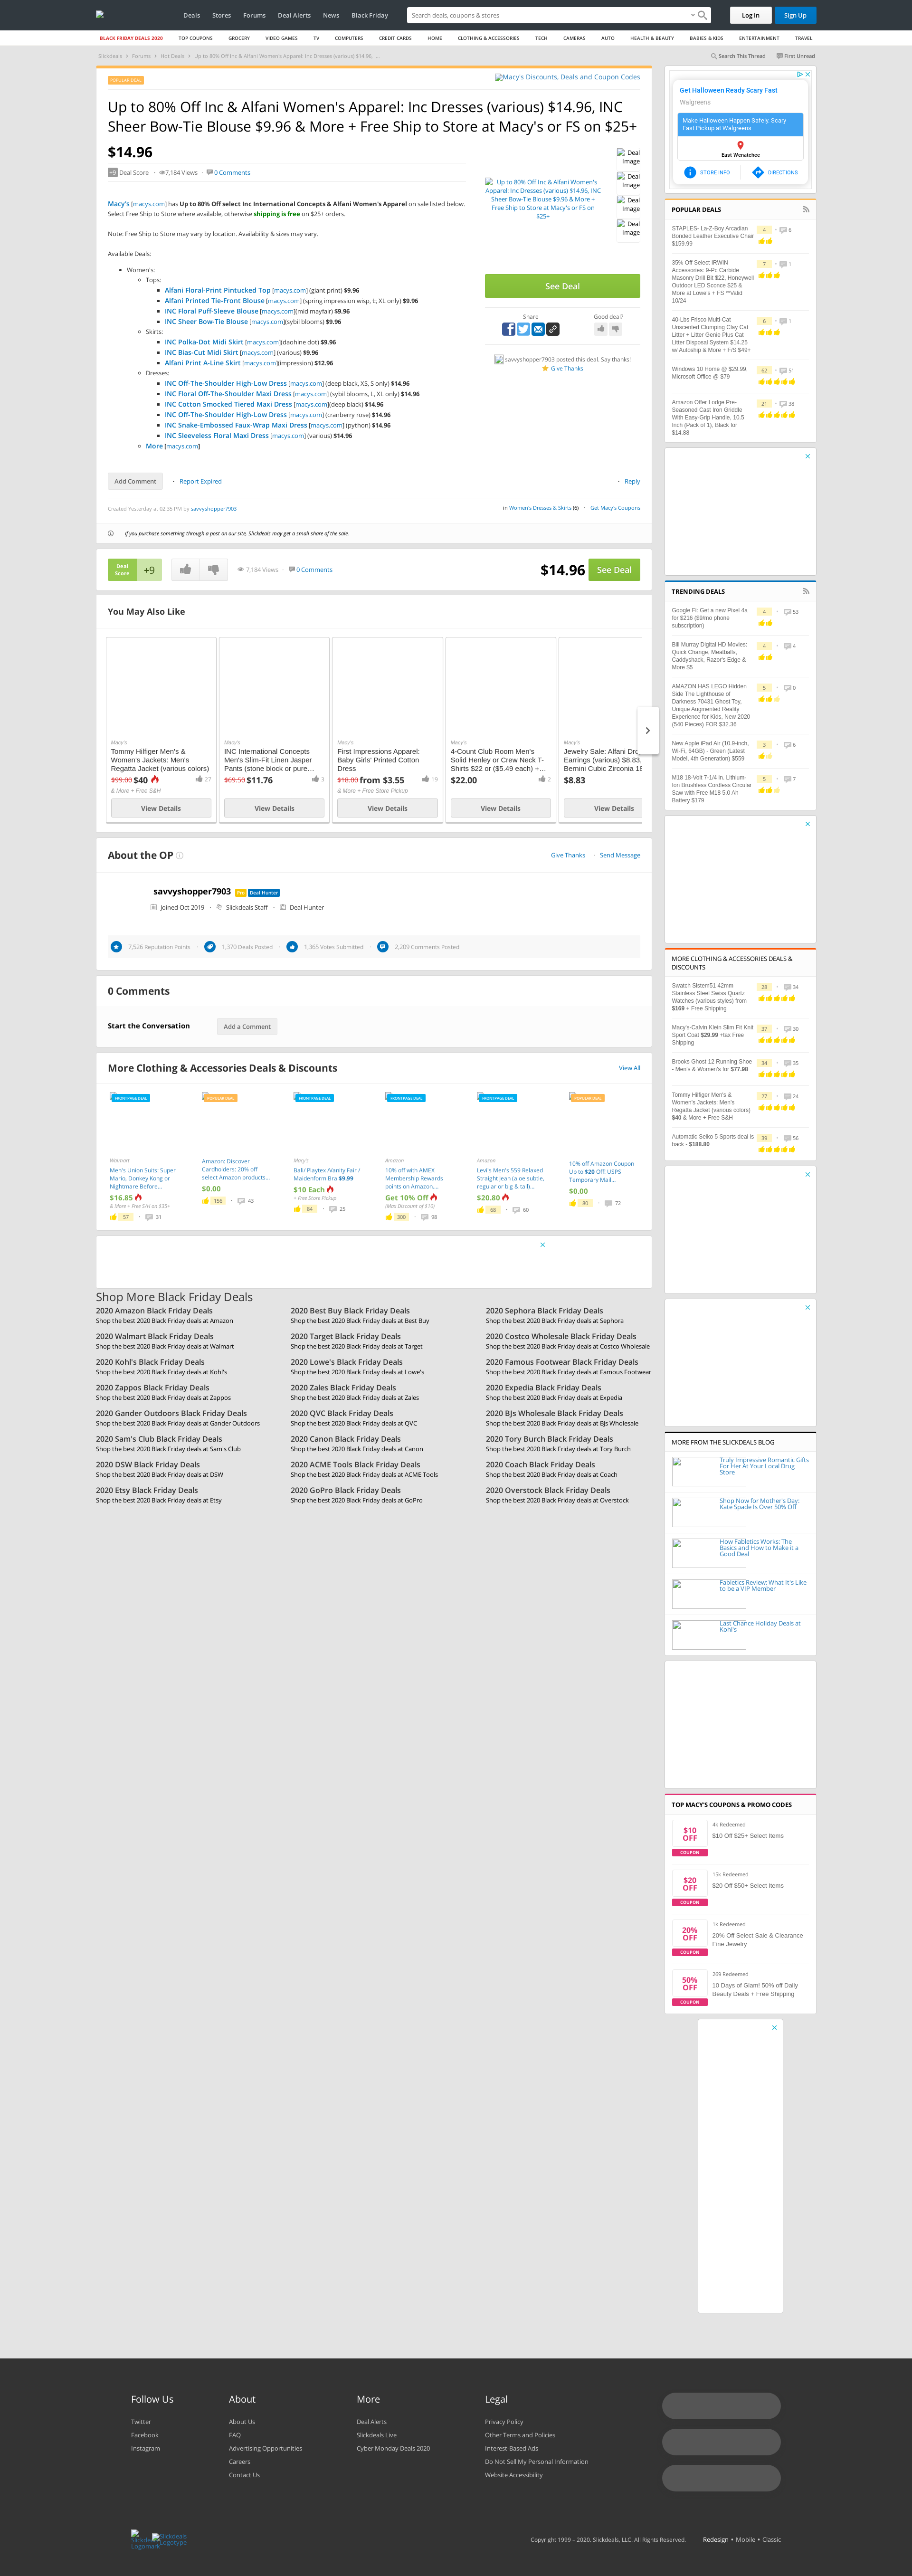 Deals
Stores
Forums
Deal Alerts
News
Black Friday
Search deals, coupons & stores
Log In
Sign Up
BLACK FRIDAY DEALS 2020
TOP COUPONS
GROCERY
VIDEO GAMES
TV
COMPUTERS
CREDIT CARDS
HOME
CLOTHING & ACCESSORIES
TECH
CAMERAS
AUTO
HEALTH & BEAUTY
BABIES & KIDS
ENTERTAINMENT
TRAVEL
Slickdeals > Forums > Hot Deals > Up to 80% Off Inc & Alfani Women's Apparel: Inc Dresses (various) $14.96, I...
Search This Thread
First Unread
POPULAR DEAL
Macy's Discounts, Deals and Coupon Codes
Up to 80% Off Inc & Alfani Women's Apparel: Inc Dresses (various) $14.96, INC
Sheer Bow-Tie Blouse $9.96 & More + Free Ship to Store at Macy's or FS on $25+
$14.96
+9 Deal Score
7,184 Views
0 Comments
Macy's [macys.com] has Up to 80% Off select Inc International Concepts & Alfani Women's Apparel on sale listed below.
Select Free Ship to Store where available, otherwise shipping is free on $25+ orders.
Note: Free Ship to Store may vary by location. Availability & sizes may vary.
Available Deals:
Women's:
Tops:
Alfani Floral-Print Pintucked Top [macys.com] (giant print) $9.96
Alfani Printed Tie-Front Blouse [macys.com] (spring impression wisp, L, XL only) $9.96
INC Floral Puff-Sleeve Blouse [macys.com](mid mayfair) $9.96
INC Sheer Bow-Tie Blouse [macys.com](sybil blooms) $9.96
Skirts:
INC Polka-Dot Midi Skirt [macys.com](dachine dot) $9.96
INC Bias-Cut Midi Skirt [macys.com] (various) $9.96
Alfani Print A-Line Skirt [macys.com](impression) $12.96
Dresses:
INC Off-The-Shoulder High-Low Dress [macys.com] (deep black, XS, S only) $14.96
INC Floral Off-The-Shoulder Maxi Dress [macys.com] (sybil blooms, L, XL only) $14.96
INC Cotton Smocked Tiered Maxi Dress [macys.com](deep black) $14.96
INC Off-The-Shoulder High-Low Dress [macys.com] (cranberry rose) $14.96
INC Snake-Embossed Faux-Wrap Maxi Dress [macys.com] (python) $14.96
INC Sleeveless Floral Maxi Dress [macys.com] (various) $14.96
More [macys.com]
Up to 80% Off Inc & Alfani Women's
Apparel: Inc Dresses (various) $14.96, INC
Sheer Bow-Tie Blouse $9.96 & More +
Free Ship to Store at Macy's or FS on
$25+
Deal Image
Deal Image
Deal Image
Deal Image
See Deal
Share
Good deal?
savvyshopper7903 posted this deal. Say thanks!
Give Thanks
Add Comment
Report Expired
Reply
Created Yesterday at 02:35 PM by savvyshopper7903
in Women's Dresses & Skirts (6)
Get Macy's Coupons
If you purchase something through a post on our site, Slickdeals may get a small share of the sale.
Deal Score
+9
7,184 Views
0 Comments
$14.96
See Deal
You May Also Like
Macy's
Tommy Hilfiger Men's &
Women's Jackets: Men's
Regatta Jacket (various colors)
$99.00 $40
27
& More + Free S&H
View Details
Macy's
INC International Concepts
Men's Slim-Fit Linen Jasper
Pants (stone block or pure...
$69.50 $11.76
3
View Details
Macy's
First Impressions Apparel:
Baby Girls' Printed Cotton
Dress
$18.00 from $3.55
19
& More + Free Store Pickup
View Details
Macy's
4-Count Club Room Men's
Solid Henley or Crew Neck T-
Shirts $22 or ($5.49 each) +...
$22.00
2
View Details
Macy's
Jewelry Sale: Alfani Dro
Earrings (various) $8.83,
Bernini Cubic Zirconia 18
$8.83
View Details
About the OP
Give Thanks
Send Message
savvyshopper7903
Pro
Deal Hunter
Joined Oct 2019
Slickdeals Staff
Deal Hunter
7,526 Reputation Points
1,370 Deals Posted
1,365 Votes Submitted
2,209 Comments Posted
0 Comments
Start the Conversation
Add a Comment
More Clothing & Accessories Deals & Discounts
View All
FRONTPAGE DEAL
Walmart
Men's Union Suits: Super
Mario, Donkey Kong or
Nightmare Before...
$16.85
& More + Free S/H on $35+
57
31
POPULAR DEAL
Amazon: Discover
Cardholders: 20% off
select Amazon products...
$0.00
156
43
FRONTPAGE DEAL
Macy's
Bali/ Playtex /Vanity Fair /
Maidenform Bra $9.99
$10 Each
+ Free Store Pickup
84
25
FRONTPAGE DEAL
Amazon
10% off with AMEX
Membership Rewards
points on Amazon....
Get 10% Off
(Max Discount of $10)
300
98
FRONTPAGE DEAL
Amazon
Levi's Men's 559 Relaxed
Straight Jean (aloe subtle,
regular or big & tall)...
$20.80
68
60
POPULAR DEAL
10% off Amazon Coupon
Up to $20 Off! USPS
Temporary Mail...
$0.00
80
72
Shop More Black Friday Deals
2020 Amazon Black Friday Deals
Shop the best 2020 Black Friday deals at Amazon
2020 Best Buy Black Friday Deals
Shop the best 2020 Black Friday deals at Best Buy
2020 Sephora Black Friday Deals
Shop the best 2020 Black Friday deals at Sephora
2020 Walmart Black Friday Deals
Shop the best 2020 Black Friday deals at Walmart
2020 Target Black Friday Deals
Shop the best 2020 Black Friday deals at Target
2020 Costco Wholesale Black Friday Deals
Shop the best 2020 Black Friday deals at Costco Wholesale
2020 Kohl's Black Friday Deals
Shop the best 2020 Black Friday deals at Kohl's
2020 Lowe's Black Friday Deals
Shop the best 2020 Black Friday deals at Lowe's
2020 Famous Footwear Black Friday Deals
Shop the best 2020 Black Friday deals at Famous Footwear
2020 Zappos Black Friday Deals
Shop the best 2020 Black Friday deals at Zappos
2020 Zales Black Friday Deals
Shop the best 2020 Black Friday deals at Zales
2020 Expedia Black Friday Deals
Shop the best 2020 Black Friday deals at Expedia
2020 Gander Outdoors Black Friday Deals
Shop the best 2020 Black Friday deals at Gander Outdoors
2020 QVC Black Friday Deals
Shop the best 2020 Black Friday deals at QVC
2020 BJs Wholesale Black Friday Deals
Shop the best 2020 Black Friday deals at BJs Wholesale
2020 Sam's Club Black Friday Deals
Shop the best 2020 Black Friday deals at Sam's Club
2020 Canon Black Friday Deals
Shop the best 2020 Black Friday deals at Canon
2020 Tory Burch Black Friday Deals
Shop the best 2020 Black Friday deals at Tory Burch
2020 DSW Black Friday Deals
Shop the best 2020 Black Friday deals at DSW
2020 ACME Tools Black Friday Deals
Shop the best 2020 Black Friday deals at ACME Tools
2020 Coach Black Friday Deals
Shop the best 2020 Black Friday deals at Coach
2020 Etsy Black Friday Deals
Shop the best 2020 Black Friday deals at Etsy
2020 GoPro Black Friday Deals
Shop the best 2020 Black Friday deals at GoPro
2020 Overstock Black Friday Deals
Shop the best 2020 Black Friday deals at Overstock
Get Halloween Ready Scary Fast
Walgreens
Make Halloween Happen Safely. Scary
Fast Pickup at Walgreens
East Wenatchee
STORE INFO
DIRECTIONS
POPULAR DEALS
STAPLES- La-Z-Boy Arcadian
Bonded Leather Executive Chair
$159.99
4
6
35% Off Select IRWIN
Accessories: 9-Pc Carbide
Masonry Drill Bit $22, Honeywell
Outdoor LED Sconce $25 &
More at Lowe's + FS **Valid
10/24
7
1
40-Lbs Frisco Multi-Cat
Unscented Clumping Clay Cat
Litter + Litter Genie Plus Cat
Litter Disposal System $14.25
w/ Autoship & More + F/S $49+
6
1
Windows 10 Home @ $29.99,
Microsoft Office @ $79
62
51
Amazon Offer Lodge Pre-
Seasoned Cast Iron Griddle
With Easy-Grip Handle, 10.5
Inch (Pack of 1), Black for
$14.88
21
38
TRENDING DEALS
Google Fi: Get a new Pixel 4a
for $216 ($9/mo phone
subscription)
4
53
Bill Murray Digital HD Movies:
Quick Change, Meatballs,
Caddyshack, Razor's Edge &
More $5
4
4
AMAZON HAS LEGO Hidden
Side The Lighthouse of
Darkness 70431 Ghost Toy,
Unique Augmented Reality
Experience for Kids, New 2020
(540 Pieces) FOR $32.36
5
0
New Apple iPad Air (10.9-inch,
Wi-Fi, 64GB) - Green (Latest
Model, 4th Generation) $559
3
6
M18 18-Volt 7-1/4 in. Lithium-
Ion Brushless Cordless Circular
Saw with Free M18 5.0 Ah
Battery $179
5
7
MORE CLOTHING & ACCESSORIES DEALS &
DISCOUNTS
Swatch Sistem51 42mm
Stainless Steel Swiss Quartz
Watches (various styles) from
$169 + Free Shipping
28
34
Macy's-Calvin Klein Slim Fit Knit
Sport Coat $29.99 +tax Free
Shipping
37
30
Brooks Ghost 12 Running Shoe
- Men's & Women's for $77.98
34
35
Tommy Hilfiger Men's &
Women's Jackets: Men's
Regatta Jacket (various colors)
$40 & More + Free S&H
27
24
Automatic Seiko 5 Sports deal is
back - $188.80
39
56
MORE FROM THE SLICKDEALS BLOG
Truly Impressive Romantic Gifts
For Her At Your Local Drug
Store
Shop Now for Mother's Day:
Kate Spade Is Over 50% Off
How Fabletics Works: The
Basics and How to Make it a
Good Deal
Fabletics Review: What It's Like
to be a VIP Member
Last Chance Holiday Deals at
Kohl's
TOP MACY'S COUPONS & PROMO CODES
$10 OFF
COUPON
4k Redeemed
$10 Off $25+ Select Items
$20 OFF
COUPON
15k Redeemed
$20 Off $50+ Select Items
20% OFF
COUPON
1k Redeemed
20% Off Select Sale & Clearance
Fine Jewelry
50% OFF
COUPON
269 Redeemed
10 Days of Glam! 50% off Daily
Beauty Deals + Free Shipping
Follow Us
Twitter
Facebook
Instagram
About
About Us
FAQ
Advertising Opportunities
Careers
Contact Us
More
Deal Alerts
Slickdeals Live
Cyber Monday Deals 2020
Legal
Privacy Policy
Other Terms and Policies
Interest-Based Ads
Do Not Sell My Personal Information
Website Accessibility
Slickdeals Logomark
Slickdeals Logotype
Copyright 1999 – 2020. Slickdeals, LLC. All Rights Reserved.
Redesign • Mobile • Classic